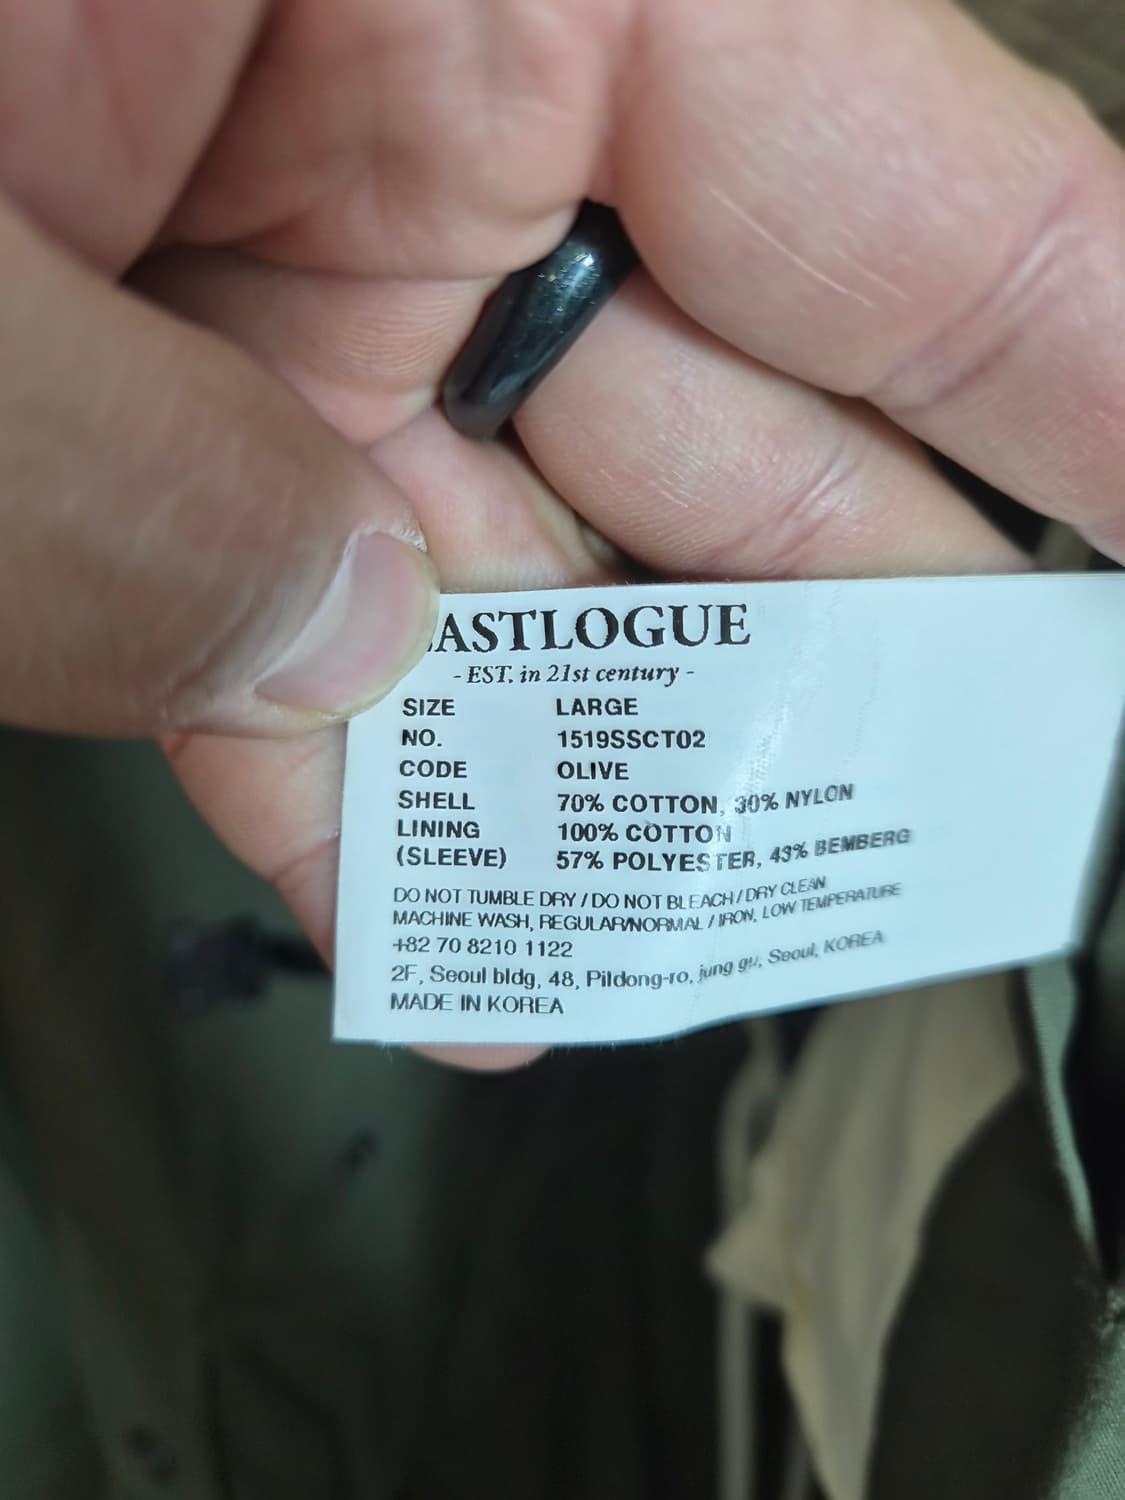 EASTLOGUE
- EST. in 21st century -
SIZE LARGE
NO. 1519SSCT02
CODE OLIVE
SHELL 70% COTTON, 30% NYLON
LINING 100% COTTON
(SLEEVE) 57% POLYESTER, 43% BEMBERG
DO NOT TUMBLE DRY / DO NOT BLEACH / DRY CLEAN
MACHINE WASH, REGULAR/NORMAL / IRON, LOW TEMPERATURE
+82 70 8210 1122
2F, Seoul bldg, 48, Pildong-ro, jung gu, Seoul, KOREA
MADE IN KOREA